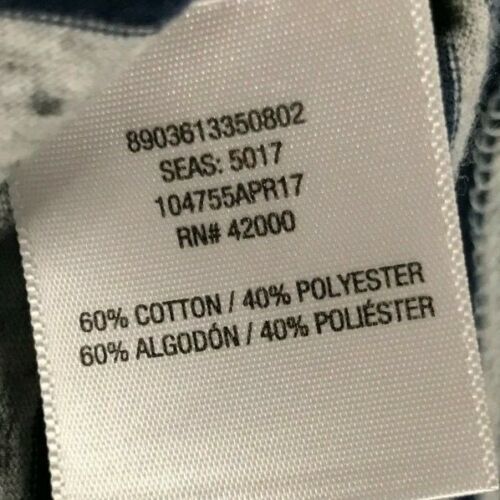 8903613350802
SEAS: 5017
104755APR17
RN# 42000
60% COTTON / 40% POLYESTER
60% ALGODÓN / 40% POLIÉSTER